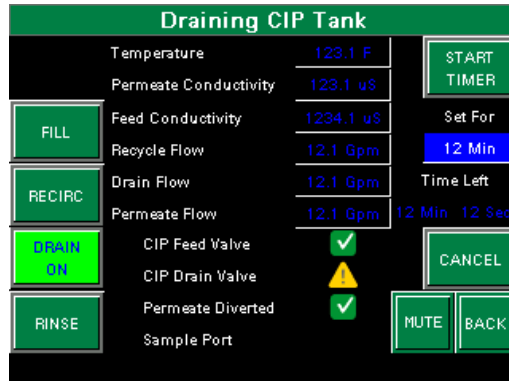 Draining CIP Tank
Temperature 123.1 F
Permeate Conductivity 123.1 uS
START
TIMER
Feed Conductivity 1234.1 uS
Set For
FILL
Recycle Flow 12.1 Gpm
12 Min
Drain Flow 12.1 Gpm
Time Left
RECIRC
Permeate Flow 12.1 Gpm
12 Min 12 Sec
DRAIN
ON
CIP Feed Valve
CIP Drain Valve
CANCEL
RINSE
Permeate Diverted
Sample Port
MUTE
BACK